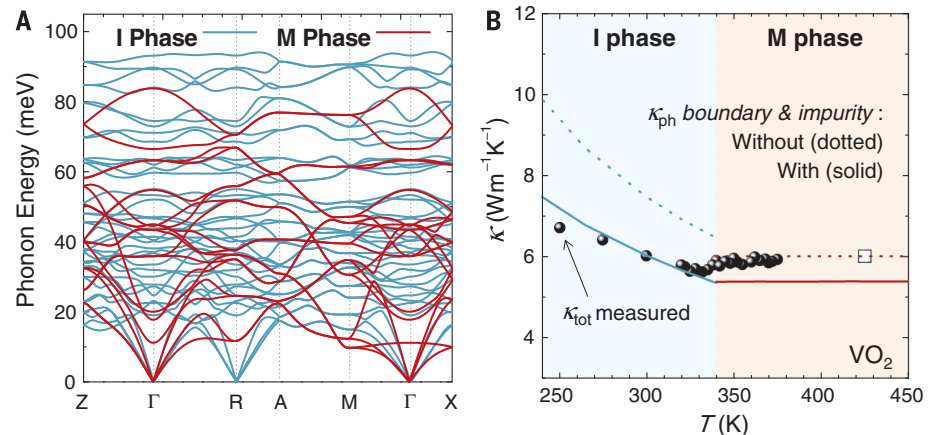 A
I Phase
M Phase
Phonon Energy (meV)
100
80
60
40
20
0
Z
Γ
R
A
M
Γ
X
B
I phase
M phase
κph boundary & impurity :
Without (dotted)
With (solid)
κtot measured
VO2
κ (Wm⁻¹K⁻¹)
10
8
6
4
250
300
350
400
450
T (K)